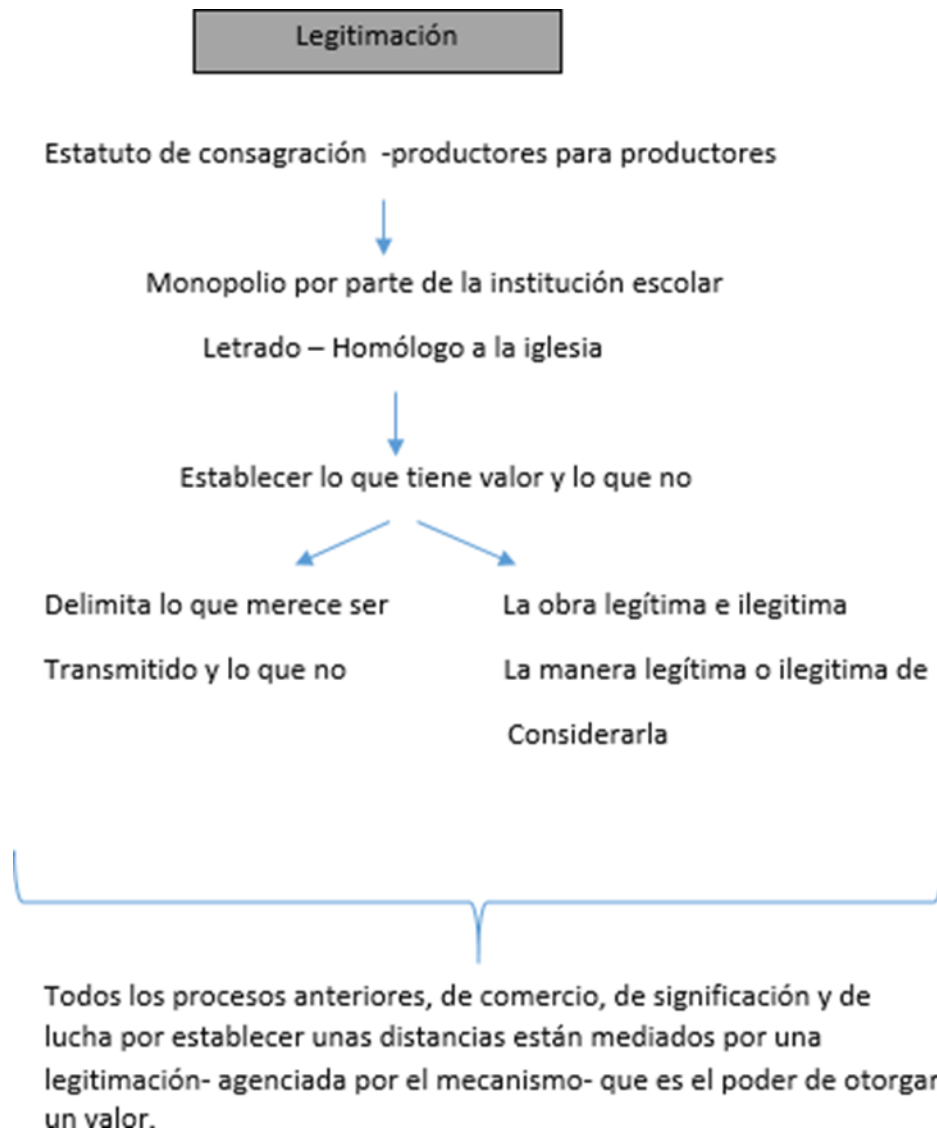 Legitimación
Estatuto de consagración -productores para productores
Monopolio por parte de la institución escolar
Letrado – Homólogo a la iglesia
Establecer lo que tiene valor y lo que no
Delimita lo que merece ser
Transmitido y lo que no
La obra legítima e ilegitima
La manera legítima o ilegitima de
Considerarla
Todos los procesos anteriores, de comercio, de significación y de
lucha por establecer unas distancias están mediados por una
legitimación- agenciada por el mecanismo- que es el poder de otorgar
un valor.